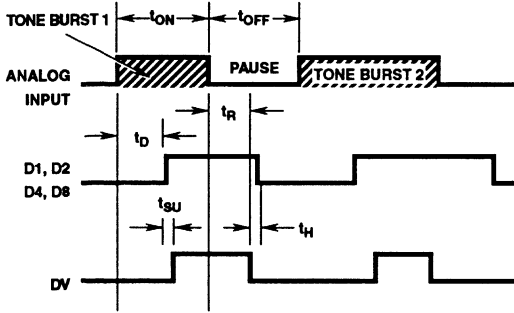 TONE BURST 1
tON
tOFF
ANALOG
INPUT
PAUSE
TONE BURST 2
tR
tD
D1, D2
D4, D8
tSU
tH
DV